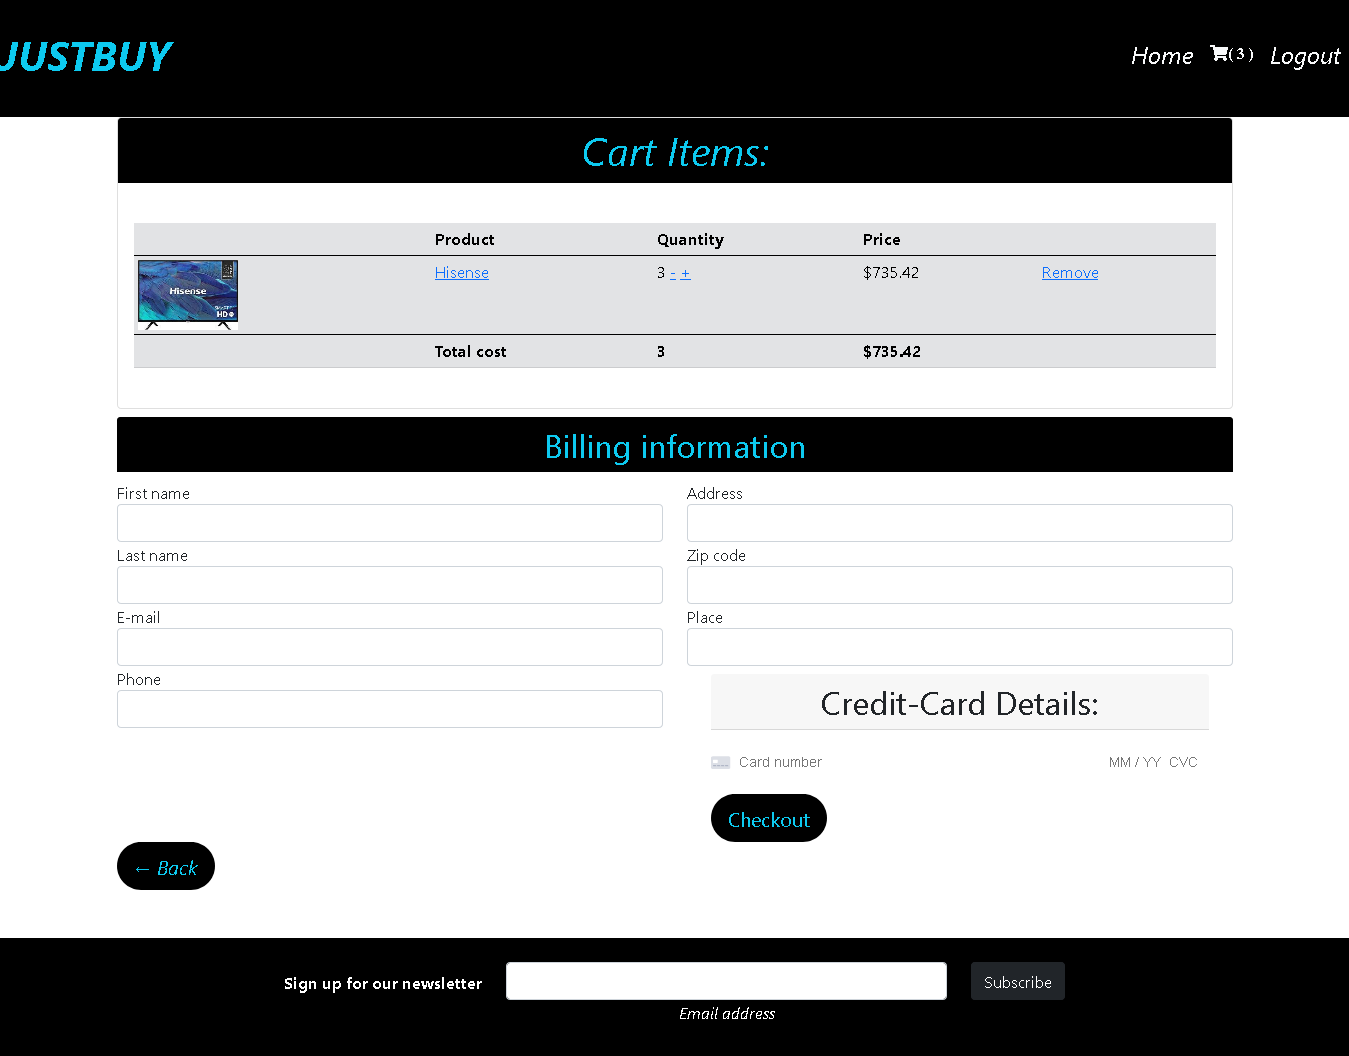 JUSTBUY
Home (3) Logout
Cart Items:
Product Quantity Price
Hisense 3 - + $735.42 Remove
Hisense
HD
Total cost 3 $735.42
Billing information
First name Address
Last name Zip code
E-mail Place
Phone
Credit-Card Details:
Card number MM / YY CVC
Checkout
← Back
Sign up for our newsletter Subscribe
Email address